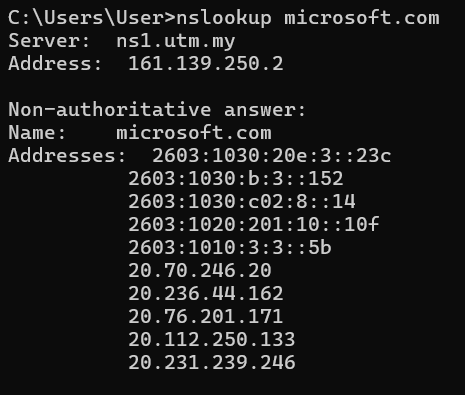 C:\Users\User>nslookup microsoft.com
Server:  ns1.utm.my
Address:  161.139.250.2

Non-authoritative answer:
Name:    microsoft.com
Addresses:  2603:1030:20e:3::23c
          2603:1030:b:3::152
          2603:1030:c02:8::14
          2603:1020:201:10::10f
          2603:1010:3:3::5b
          20.70.246.20
          20.236.44.162
          20.76.201.171
          20.112.250.133
          20.231.239.246